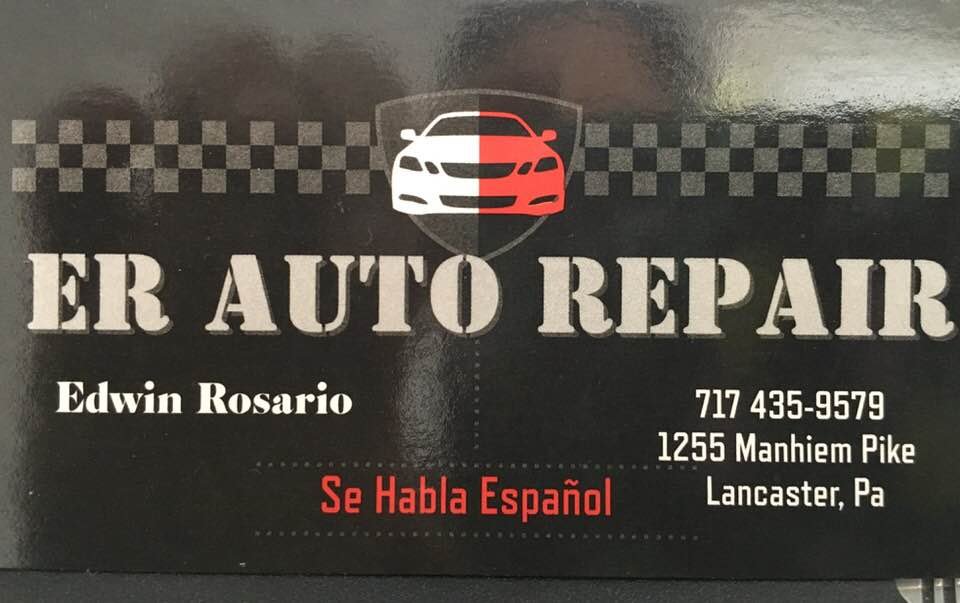 ER AUTO REPAIR
Edwin Rosario
717 435-9579
1255 Manhiem Pike
Lancaster, Pa
Se Habla Español